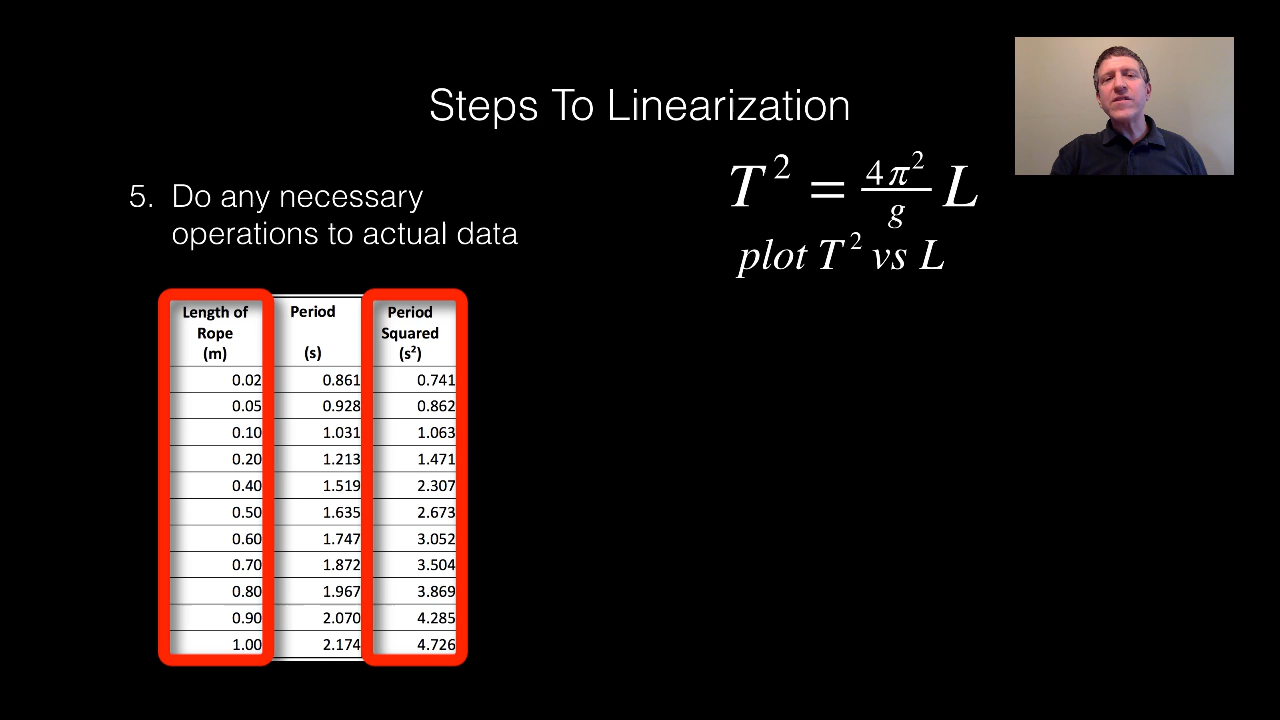 Steps To Linearization
5. Do any necessary
operations to actual data
T² = 4π²/g L
plot T² vs L
Length of Rope (m) Period (s) Period Squared (s²)
0.02 0.861 0.741
0.05 0.928 0.862
0.10 1.031 1.063
0.20 1.213 1.471
0.40 1.519 2.307
0.50 1.635 2.673
0.60 1.747 3.052
0.70 1.872 3.504
0.80 1.967 3.869
0.90 2.070 4.285
1.00 2.174 4.726